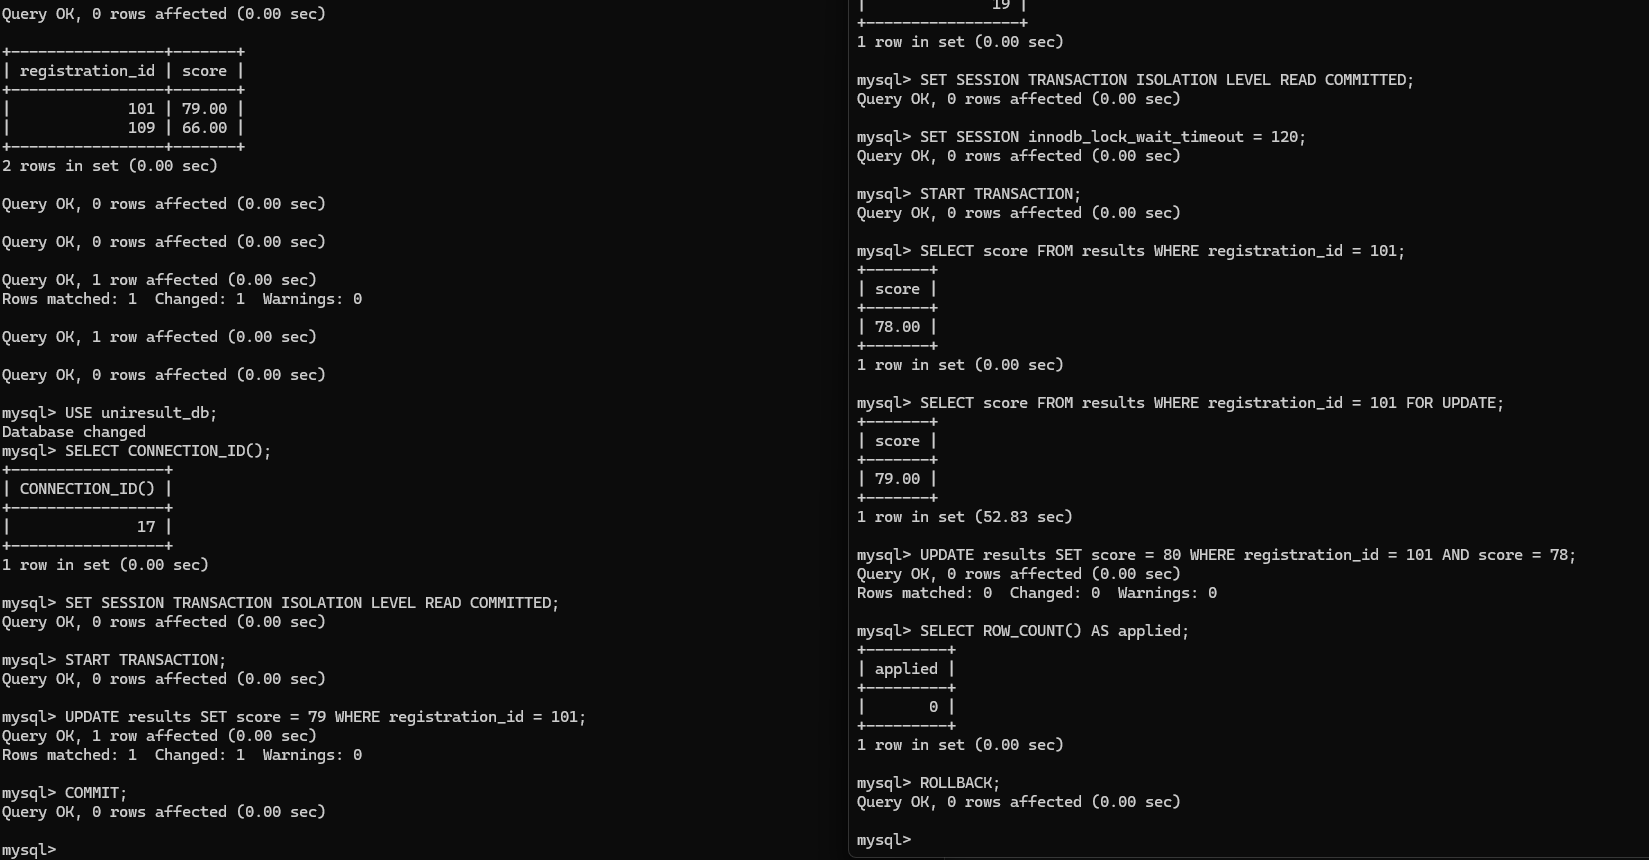 Query OK, 0 rows affected (0.00 sec)

+-----------------+-------+
| registration_id | score |
+-----------------+-------+
|             101 | 79.00 |
|             109 | 66.00 |
+-----------------+-------+
2 rows in set (0.00 sec)

Query OK, 0 rows affected (0.00 sec)

Query OK, 0 rows affected (0.00 sec)

Query OK, 1 row affected (0.00 sec)
Rows matched: 1  Changed: 1  Warnings: 0

Query OK, 1 row affected (0.00 sec)

Query OK, 0 rows affected (0.00 sec)

mysql> USE uniresult_db;
Database changed
mysql> SELECT CONNECTION_ID();
+-----------------+
| CONNECTION_ID() |
+-----------------+
|              17 |
+-----------------+
1 row in set (0.00 sec)

mysql> SET SESSION TRANSACTION ISOLATION LEVEL READ COMMITTED;
Query OK, 0 rows affected (0.00 sec)

mysql> START TRANSACTION;
Query OK, 0 rows affected (0.00 sec)

mysql> UPDATE results SET score = 79 WHERE registration_id = 101;
Query OK, 1 row affected (0.00 sec)
Rows matched: 1  Changed: 1  Warnings: 0

mysql> COMMIT;
Query OK, 0 rows affected (0.00 sec)

mysql>
|              19 |
+-----------------+
1 row in set (0.00 sec)

mysql> SET SESSION TRANSACTION ISOLATION LEVEL READ COMMITTED;
Query OK, 0 rows affected (0.00 sec)

mysql> SET SESSION innodb_lock_wait_timeout = 120;
Query OK, 0 rows affected (0.00 sec)

mysql> START TRANSACTION;
Query OK, 0 rows affected (0.00 sec)

mysql> SELECT score FROM results WHERE registration_id = 101;
+-------+
| score |
+-------+
| 78.00 |
+-------+
1 row in set (0.00 sec)

mysql> SELECT score FROM results WHERE registration_id = 101 FOR UPDATE;
+-------+
| score |
+-------+
| 79.00 |
+-------+
1 row in set (52.83 sec)

mysql> UPDATE results SET score = 80 WHERE registration_id = 101 AND score = 78;
Query OK, 0 rows affected (0.00 sec)
Rows matched: 0  Changed: 0  Warnings: 0

mysql> SELECT ROW_COUNT() AS applied;
+---------+
| applied |
+---------+
|       0 |
+---------+
1 row in set (0.00 sec)

mysql> ROLLBACK;
Query OK, 0 rows affected (0.00 sec)

mysql>